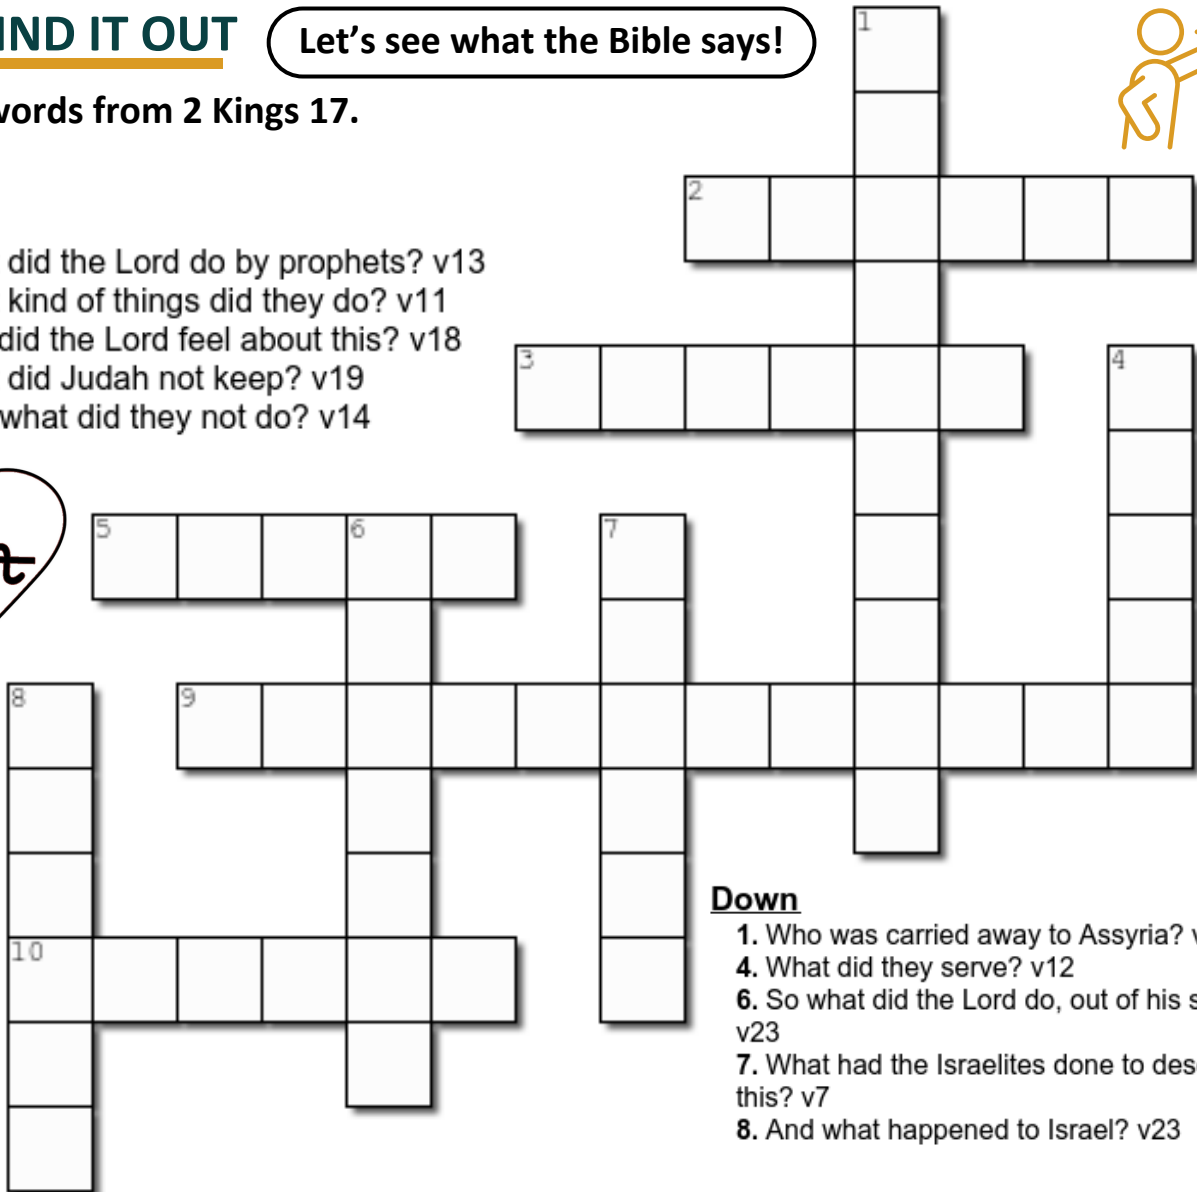 IND IT OUT
Let's see what the Bible says!
words from 2 Kings 17.
did the Lord do by prophets? v13
kind of things did they do? v11
did the Lord feel about this? v18
did Judah not keep? v19
what did they not do? v14
1
2
3
4
5
6
7
8
9
10
Down
1. Who was carried away to Assyria? v
4. What did they serve? v12
6. So what did the Lord do, out of his s
v23
7. What had the Israelites done to des
this? v7
8. And what happened to Israel? v23